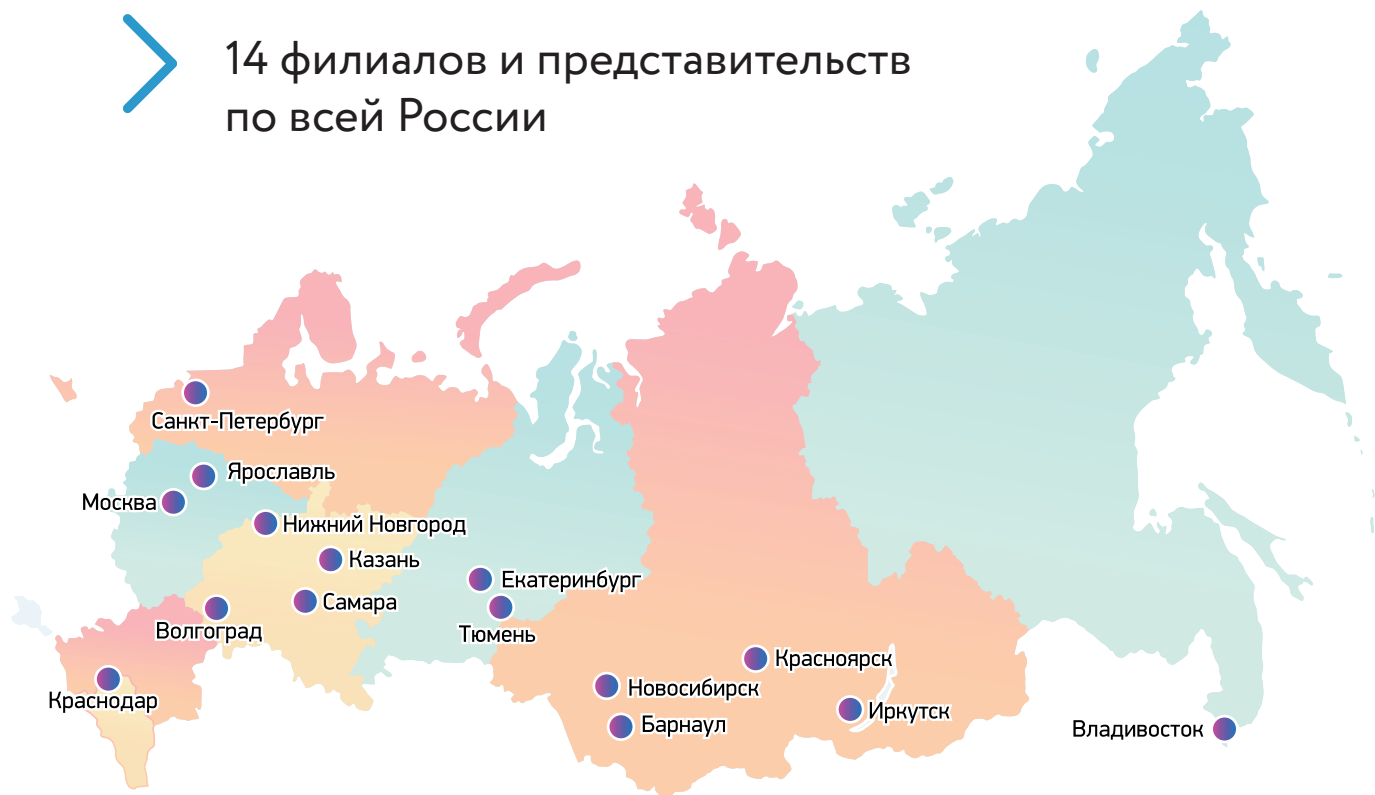 14 филиалов и представительств
по всей России
Санкт-Петербург
Ярославль
Москва
Нижний Новгород
Казань
Екатеринбург
Самара
Волгоград
Тюмень
Красноярск
Новосибирск
Краснодар
Иркутск
Барнаул
Владивосток